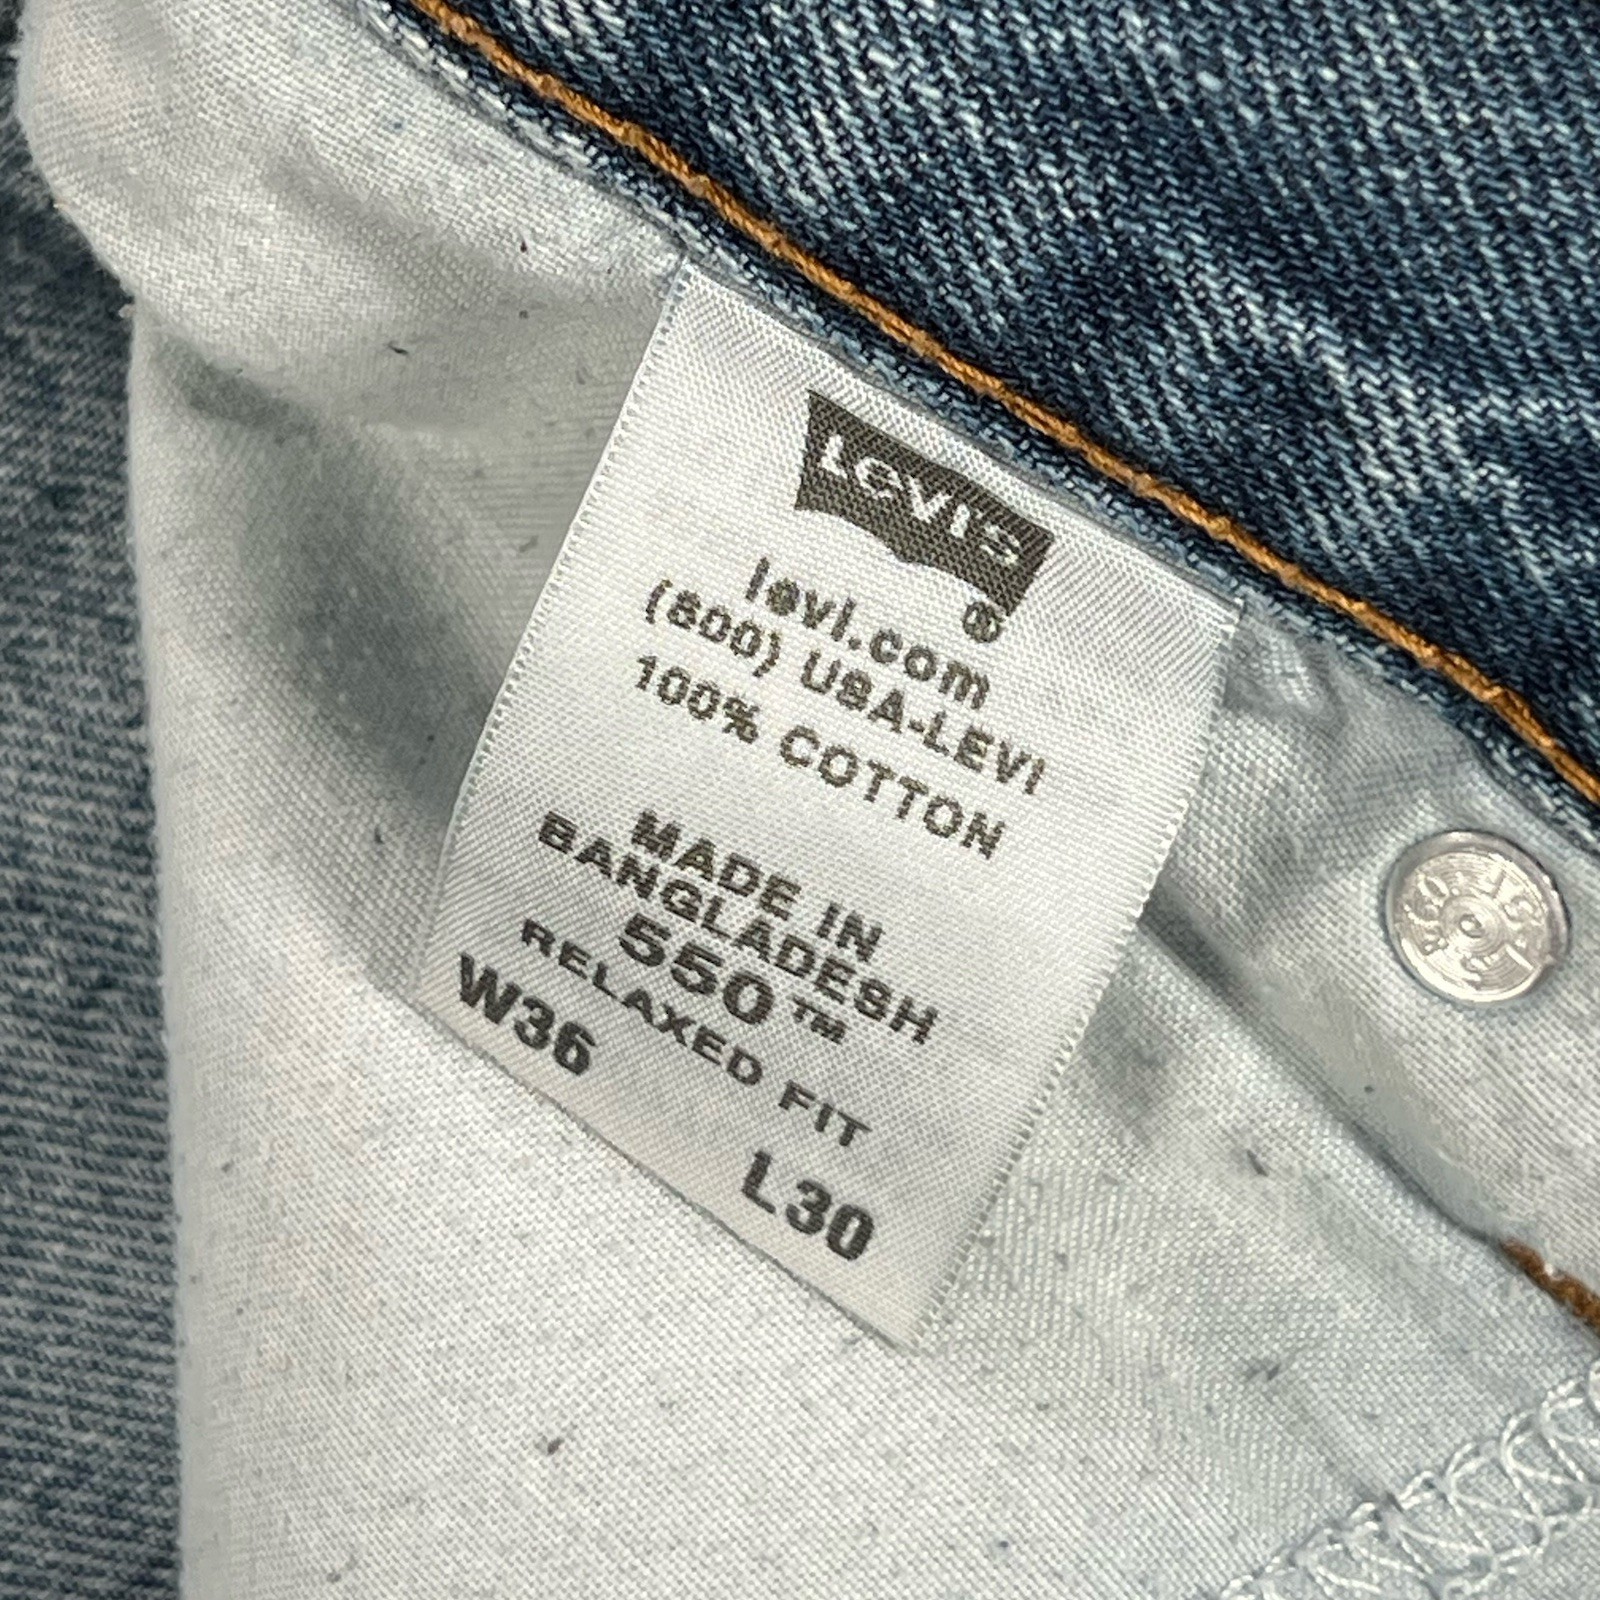 Levi's
®
levi.com
(800) USA-LEVI
100% COTTON
MADE IN
BANGLADESH
550™
RELAXED FIT
W36 L30